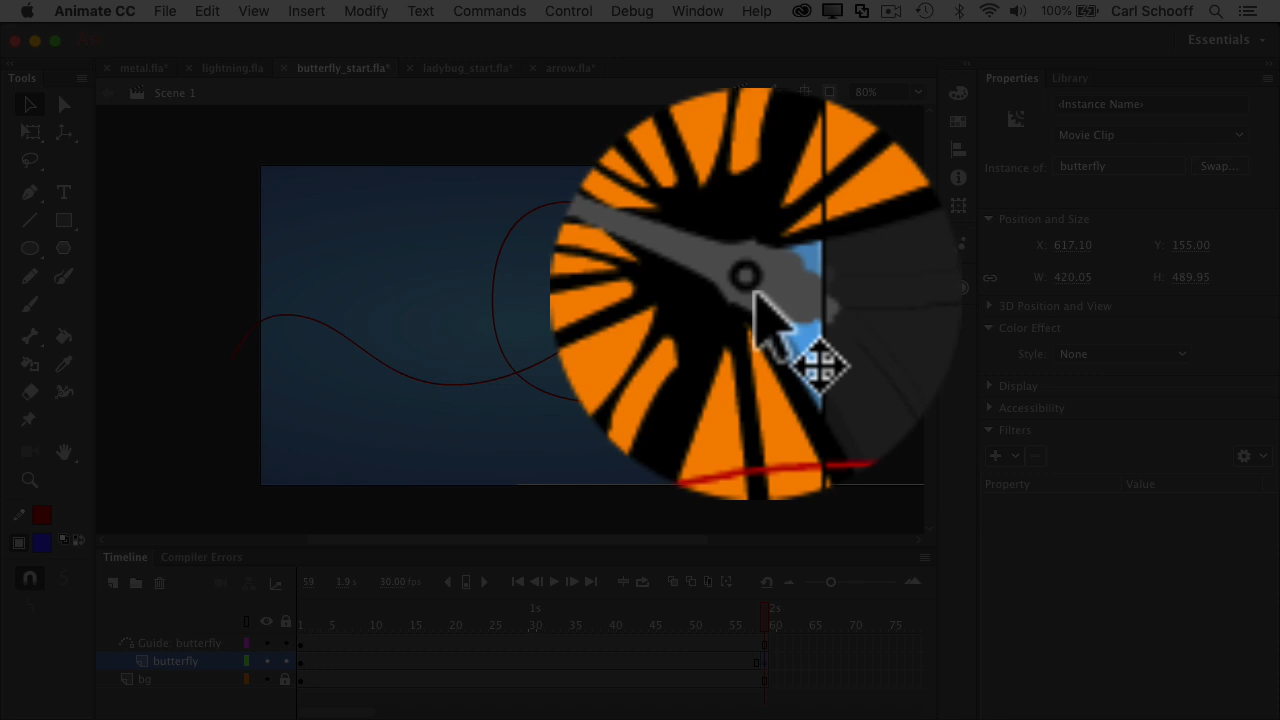 Animate CC File Edit View Insert Modify Text Commands Control Debug Window Help 100% Carl Schooff
Essentials
Tools
metal.fla* lightning.fla butterfly_start.fla* ladybug_start.fla* arrow.fla*
Properties Library
Scene 1
80%
<Instance Name>
Movie Clip
Instance of: butterfly Swap...
Position and Size
X: 617.10 Y: 155.00
W: 420.05 H: 489.95
3D Position and View
Color Effect
Style: None
Display
Accessibility
Filters
Property Value
Timeline Compiler Errors
59 1.9 s 30.00 fps
1s 2s
1 5 10 15 20 25 30 35 40 45 50 55 60 65 70 75
Guide: butterfly
butterfly
bg